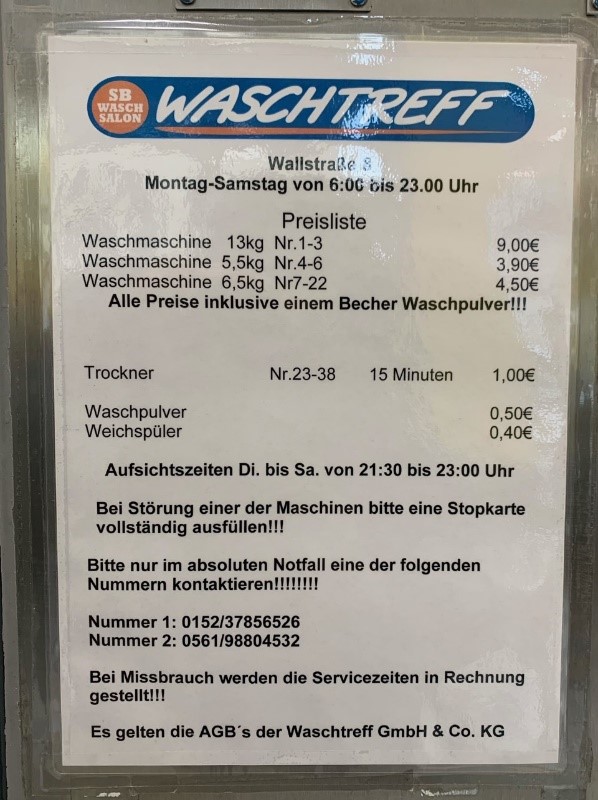 SB
WASCH
SALON
WASCHTREFF
Wallstraße 8
Montag-Samstag von 6:00 bis 23.00 Uhr
Preisliste
Waschmaschine 13kg Nr.1-3 9,00€
Waschmaschine 5,5kg Nr.4-6 3,90€
Waschmaschine 6,5kg Nr7-22 4,50€
Alle Preise inklusive einem Becher Waschpulver!!!
Trockner Nr.23-38 15 Minuten 1,00€
Waschpulver 0,50€
Weichspüler 0,40€
Aufsichtszeiten Di. bis Sa. von 21:30 bis 23:00 Uhr
Bei Störung einer der Maschinen bitte eine Stopkarte
vollständig ausfüllen!!!
Bitte nur im absoluten Notfall eine der folgenden
Nummern kontaktieren!!!!!!!!
Nummer 1: 0152/37856526
Nummer 2: 0561/98804532
Bei Missbrauch werden die Servicezeiten in Rechnung
gestellt!!!
Es gelten die AGB´s der Waschtreff GmbH & Co. KG